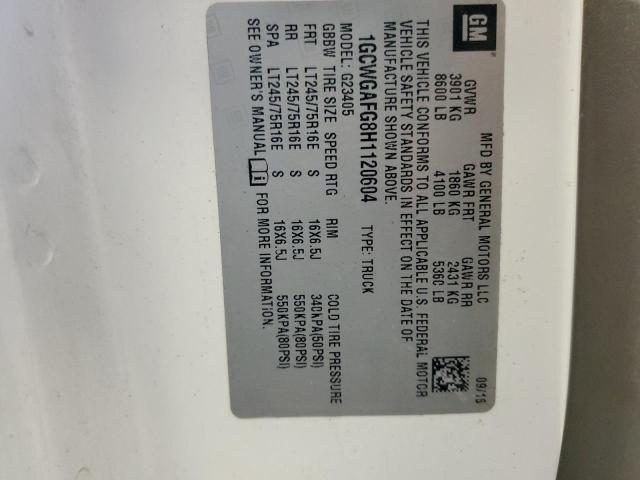 GM
MFD BY GENERAL MOTORS LLC 09/16
GVWR GAWR FRT GAWR RR
3901 KG 1860 KG 2431 KG
8600 LB 4100 LB 5360 LB
THIS VEHICLE CONFORMS TO ALL APPLICABLE U.S. FEDERAL MOTOR
VEHICLE SAFETY STANDARDS IN EFFECT ON THE DATE OF
MANUFACTURE SHOWN ABOVE.
1GCWGAFG8H1120604
TYPE: TRUCK
MODEL: G23405
GBBW TIRE SIZE SPEED RTG RIM COLD TIRE PRESSURE
FRT LT245/75R16E S 16X6.5J 340kPA(50PSI)
RR LT245/75R16E S 16X6.5J 550KPA(80PSI)
SPA LT245/75R16E S 16X6.5J 550KPA(80PSI)
SEE OWNER'S MANUAL FOR MORE INFORMATION.